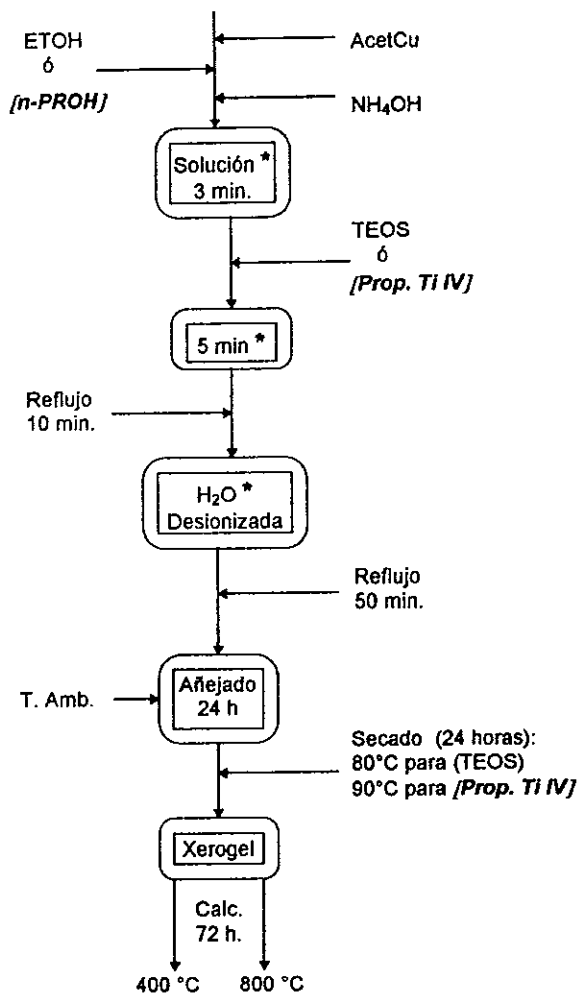 AcetCu
ETOH
ó
[n-PROH]
NH₄OH
Solución *
3 min.
TEOS
ó
[Prop. Ti IV]
5 min *
Reflujo
10 min.
H₂O *
Desionizada
Reflujo
50 min.
Añejado
24 h
T. Amb.
Secado (24 horas):
80°C para (TEOS)
90°C para [Prop. Ti IV]
Xerogel
Calc.
72 h.
400 °C 800 °C